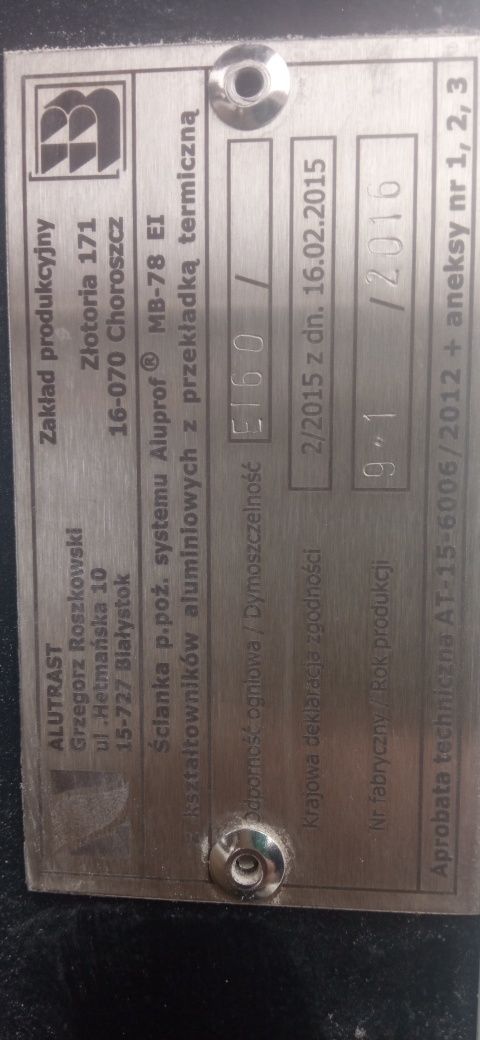 ALUTRAST
Grzegorz Roszkowski
ul .Hetmańska 10
15-727 Białystok
Zakład produkcyjny
Złotoria 171
16-070 Choroszcz
B
Ścianka p.poż. systemu Aluprof® MB-78 EI
z kształtowników aluminiowych z przekładką termiczną
Odporność ogniowa / Dymoszczelność EI60 /
Krajowa deklaracja zgodności 2/2015 z dn. 16.02.2015
Nr fabryczny / Rok produkcji 9-1 / 2016
Aprobata techniczna AT-15-6006/2012 + aneksy nr 1, 2, 3